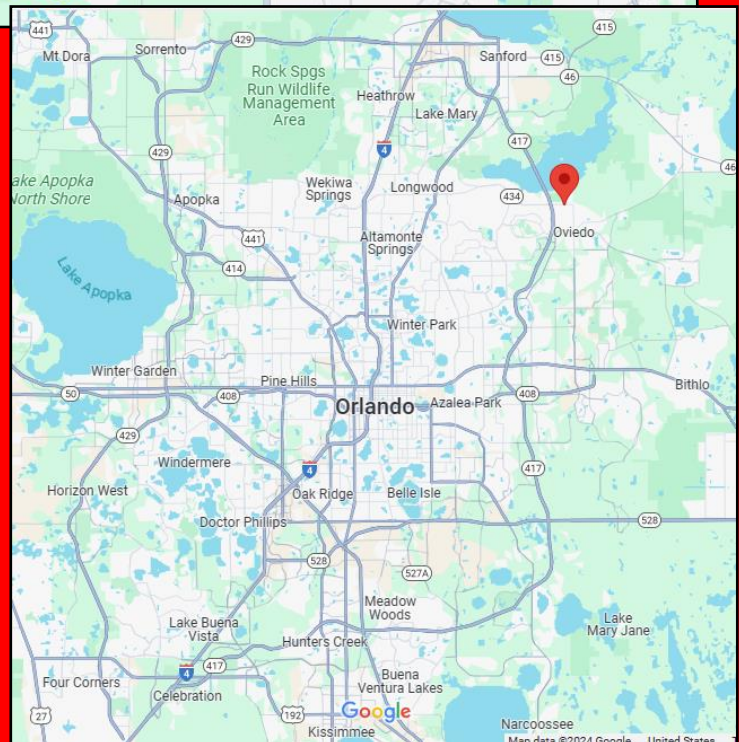 441
429
415
Mt Dora
Sorrento
Sanford
415
46
Rock Spgs
Run Wildlife
Management
Area
Heathrow
Lake Mary
4
417
429
46
ake Apopka
North Shore
Wekiwa
Springs
Longwood
434
Apopka
Oviedo
441
Altamonte
Springs
414
Lake Apopka
Winter Park
Winter Garden
Pine Hills
Bithlo
50
408
Orlando
Azalea Park
408
429
Windermere
4
417
Horizon West
Oak Ridge
Belle Isle
Doctor Phillips
528
528
527A
Meadow
Woods
Lake Buena
Vista
Lake
Mary Jane
Hunters Creek
4
417
Four Corners
Celebration
Buena
Ventura Lakes
27
192
Google
Narcoossee
Kissimmee
Map data ©2024 Google
United States